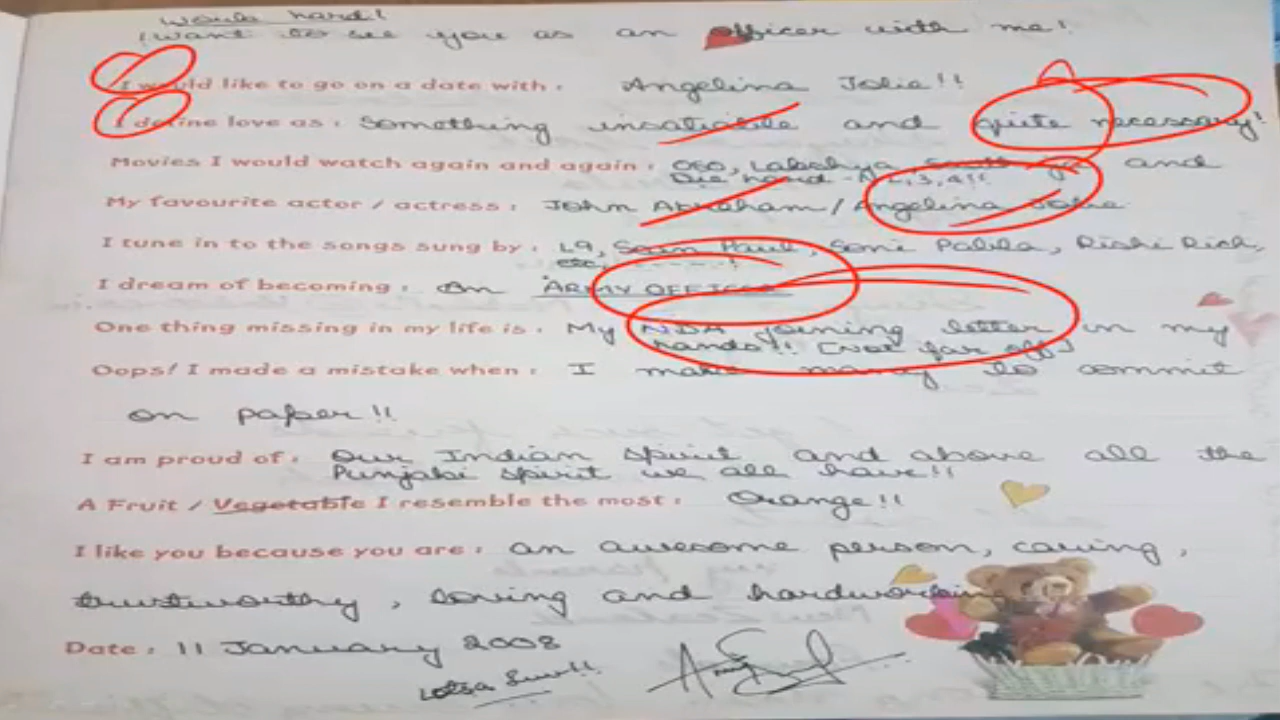 Work hard!
I want to see you as an officer with me!
I would like to go on a date with : Angelina Jolie!!
I define love as : Something insatiable and quite necessary!
Movies I would watch again and again : Lakshya, and
Die hard - 1, 2, 3, 4!!
My favourite actor / actress : John Abraham/ Angelina Jolie
I tune in to the songs sung by : Sean Paul, Rishi Rich,
etc.
I dream of becoming : An ARMY OFFICER
One thing missing in my life is : My NDA joining letter in my
hands!! (not far off)
Oops! I made a mistake when : I make many to commit
on paper!!
I am proud of : Our Indian spirit and above all the
Punjabi spirit we all have!!
A Fruit / Vegetable I resemble the most : Orange!!
I like you because you are : an awesome person, caring,
trustworthy, loving and hardworking
Date : 11 January 2008